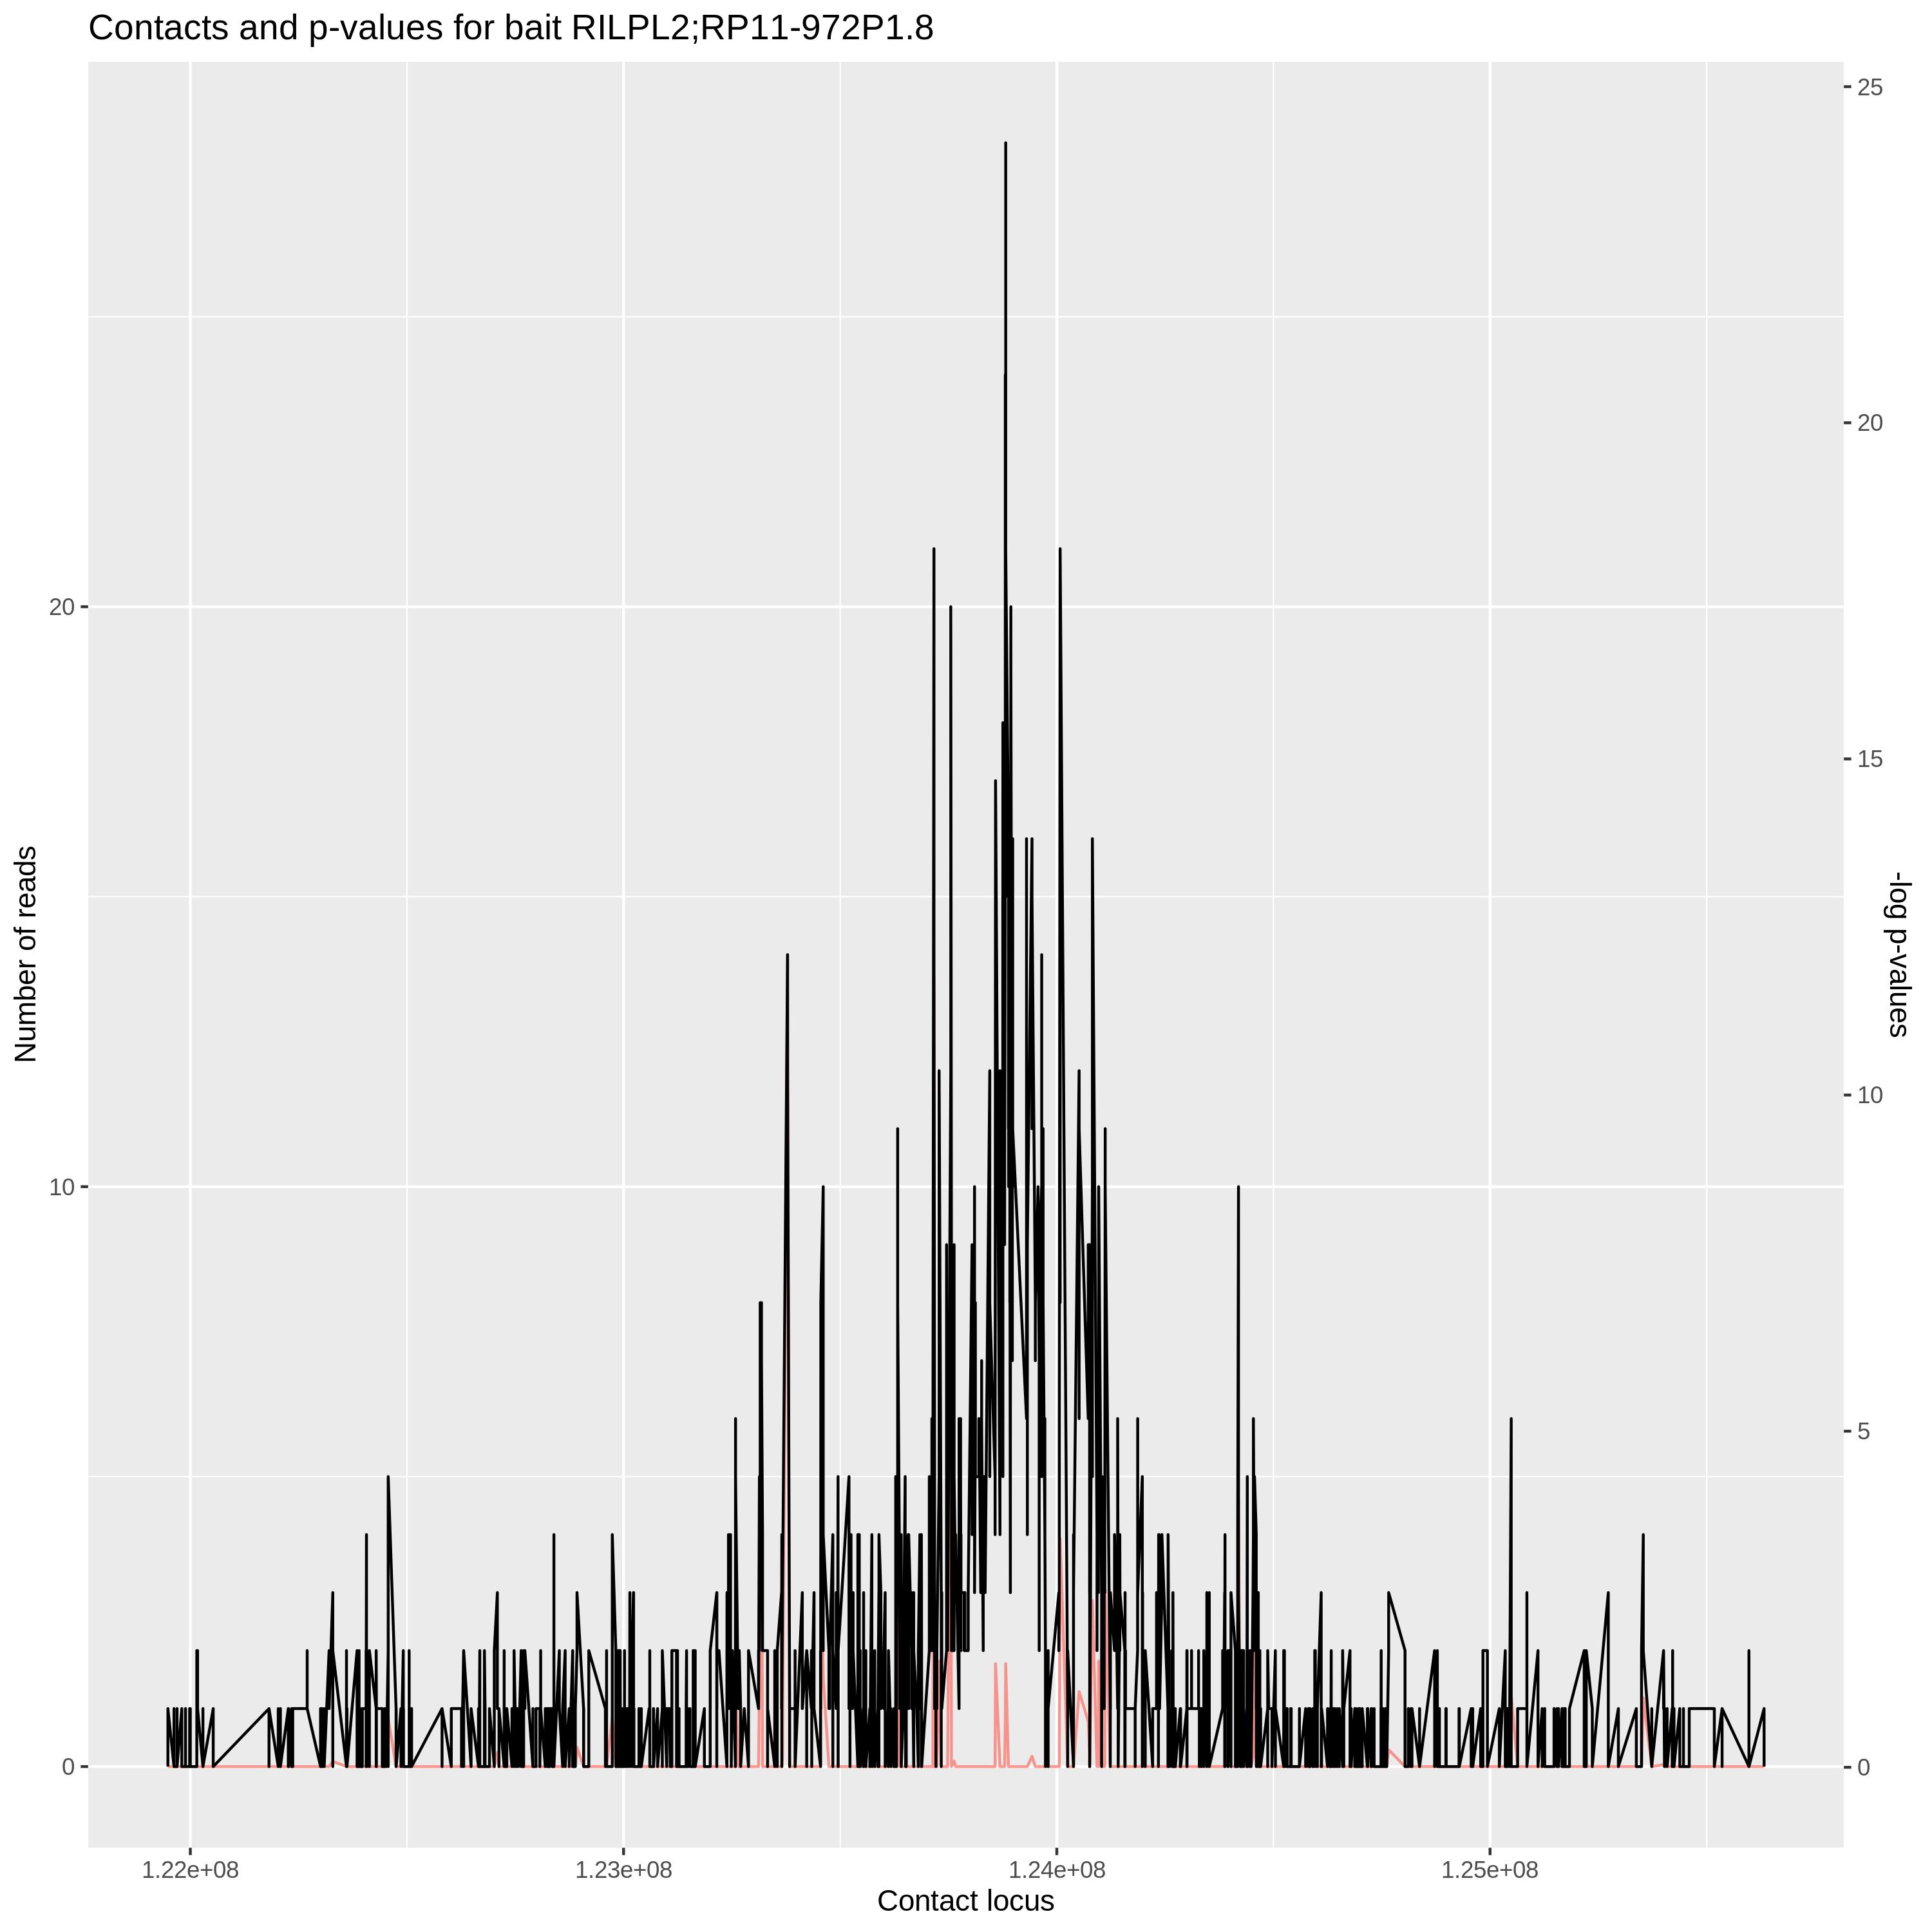 Contacts and p-values for bait RILPL2;RP11-972P1.8
25
20
15
10
5
0
20
10
0
Number of reads
-log p-values
1.22e+08 1.23e+08 1.24e+08 1.25e+08
Contact locus